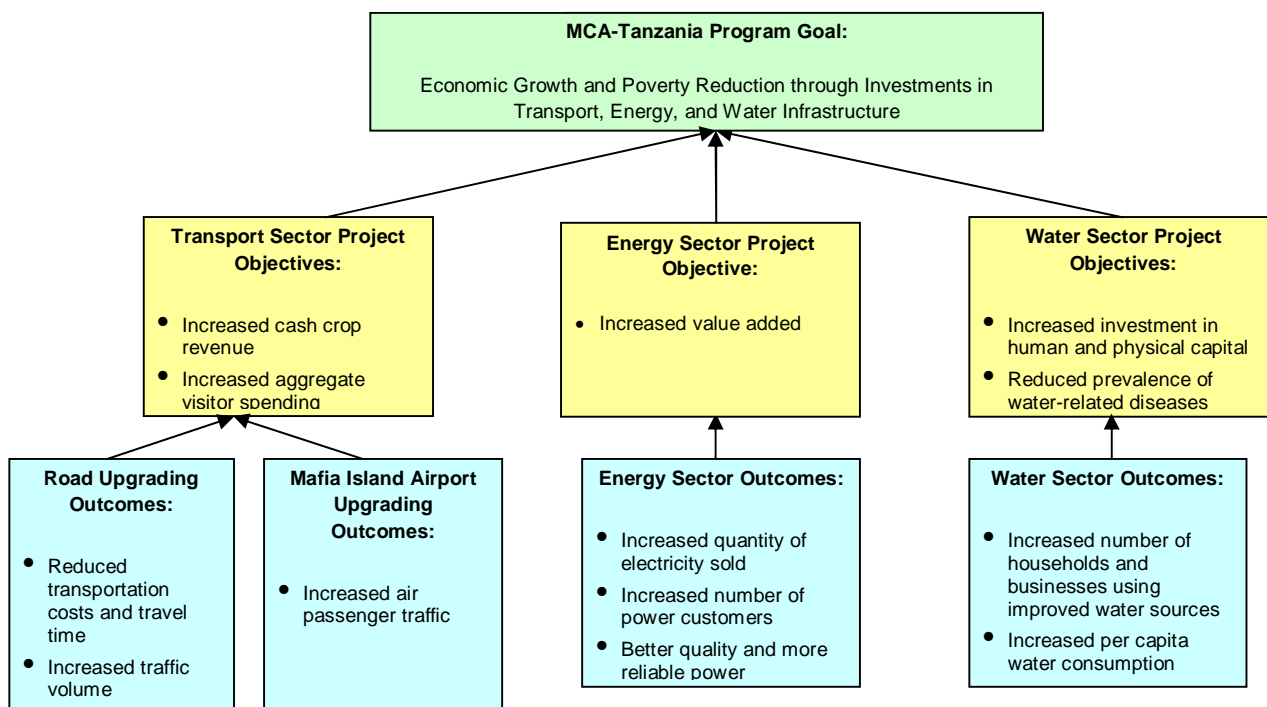 MCA-Tanzania Program Goal:
Economic Growth and Poverty Reduction through Investments in
Transport, Energy, and Water Infrastructure
Transport Sector Project
Objectives:
• Increased cash crop
revenue
• Increased aggregate
visitor spending
Energy Sector Project
Objective:
• Increased value added
Water Sector Project
Objectives:
• Increased investment in
human and physical capital
• Reduced prevalence of
water-related diseases
Road Upgrading
Outcomes:
• Reduced
transportation
costs and travel
time
• Increased traffic
volume
Mafia Island Airport
Upgrading
Outcomes:
• Increased air
passenger traffic
Energy Sector Outcomes:
• Increased quantity of
electricity sold
• Increased number of
power customers
• Better quality and more
reliable power
Water Sector Outcomes:
• Increased number of
households and
businesses using
improved water sources
• Increased per capita
water consumption